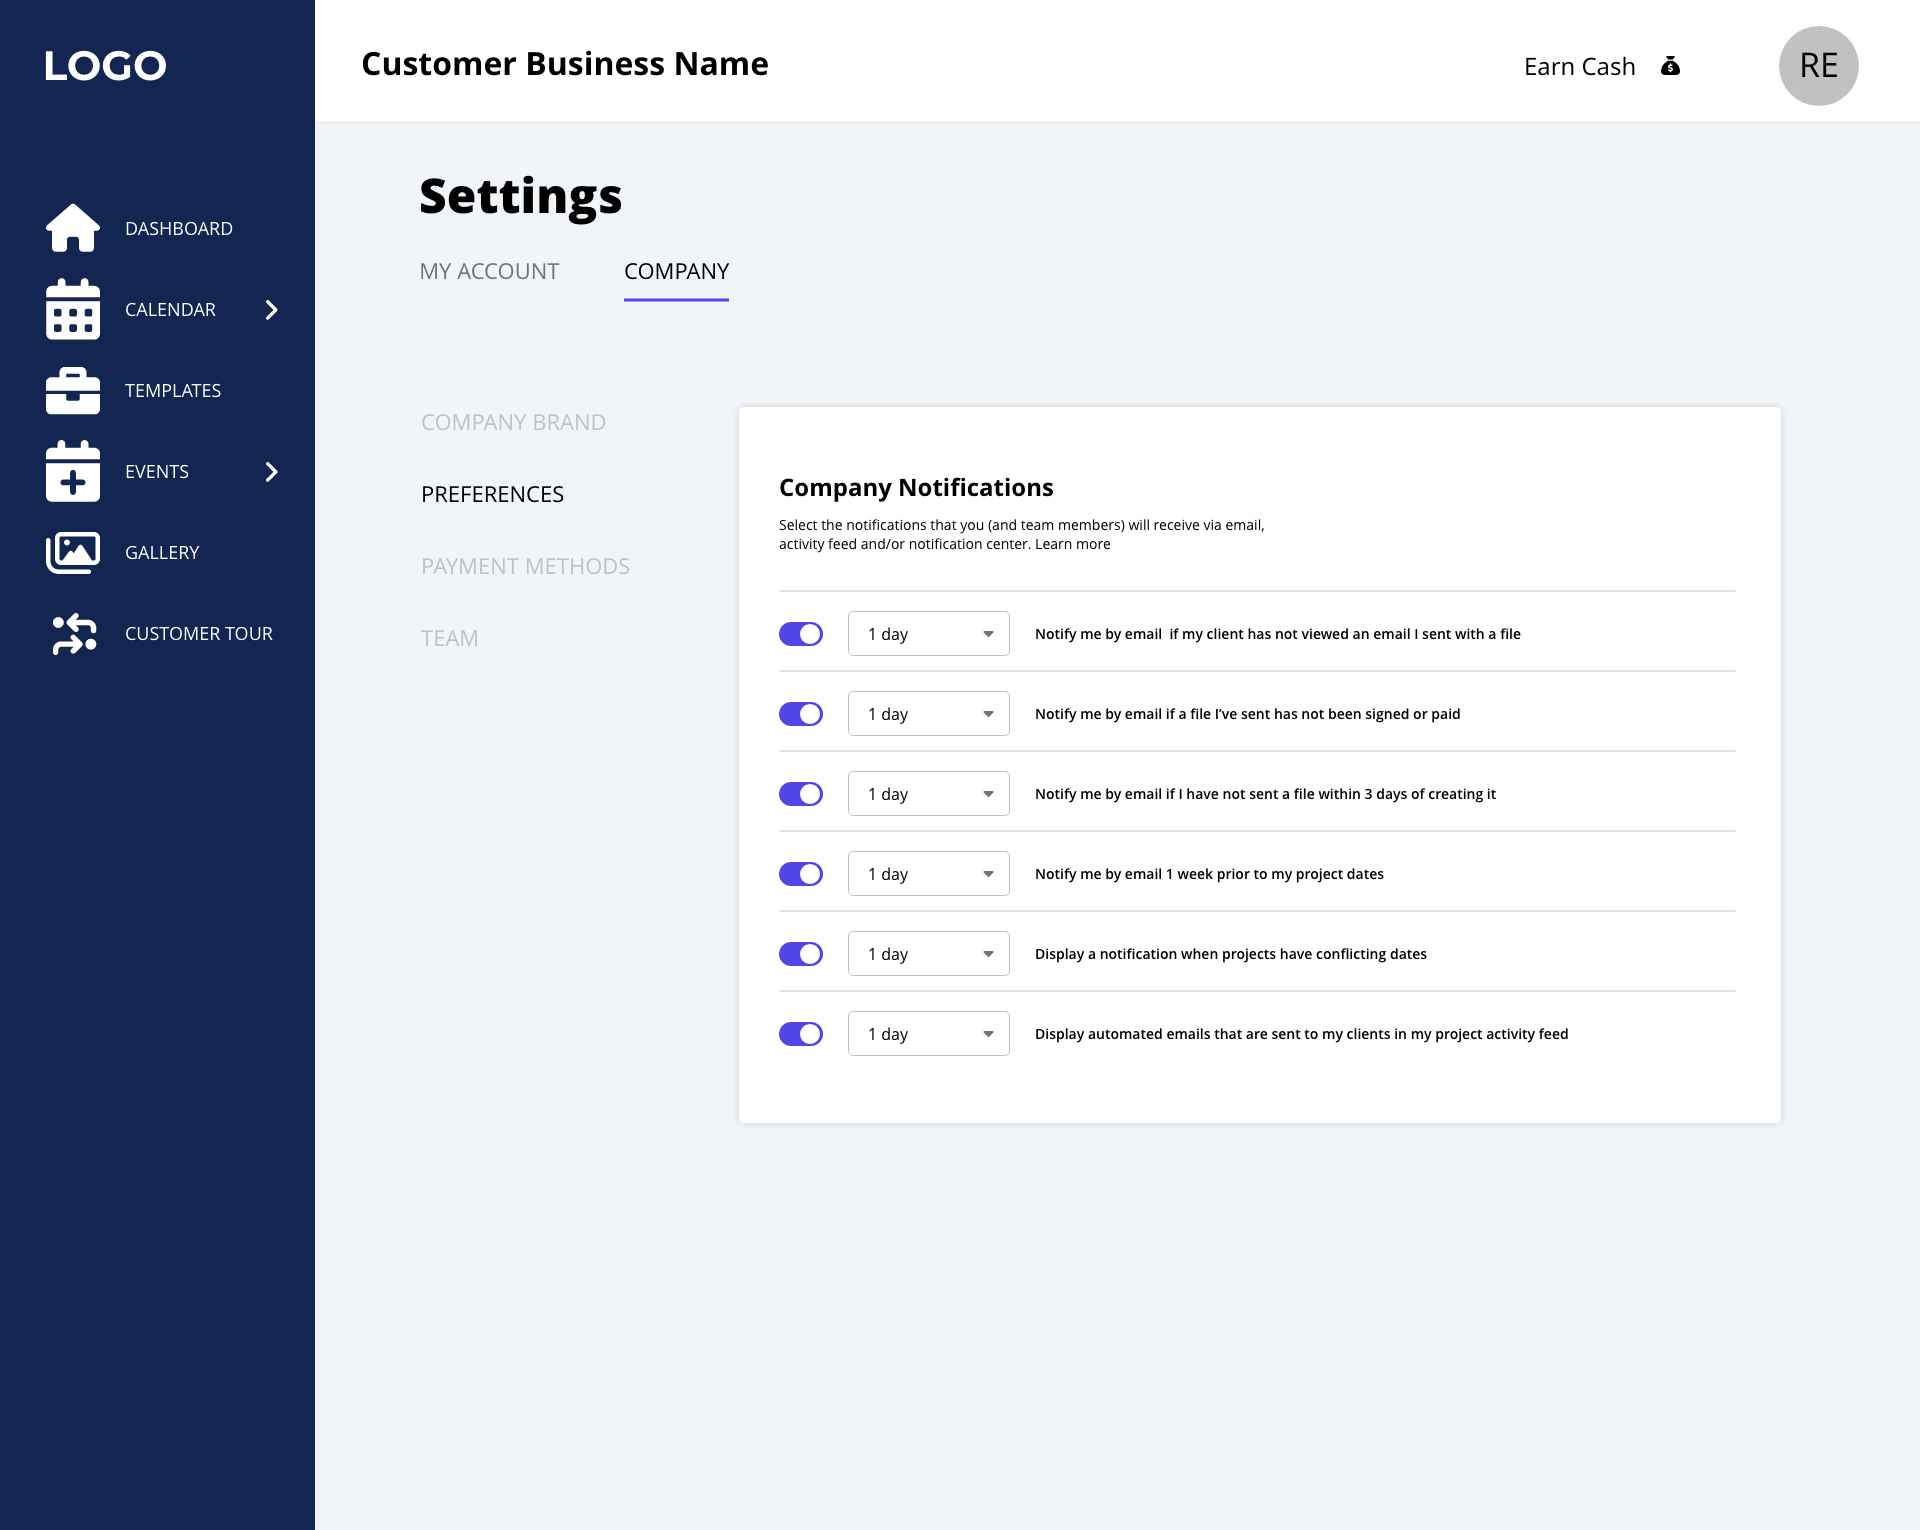 LOGO
Customer Business Name
Earn Cash
RE
DASHBOARD
CALENDAR
TEMPLATES
EVENTS
GALLERY
CUSTOMER TOUR
Settings
MY ACCOUNT
COMPANY
COMPANY BRAND
PREFERENCES
PAYMENT METHODS
TEAM
Company Notifications
Select the notifications that you (and team members) will receive via email,
activity feed and/or notification center. Learn more
1 day
Notify me by email  if my client has not viewed an email I sent with a file
1 day
Notify me by email if a file I’ve sent has not been signed or paid
1 day
Notify me by email if I have not sent a file within 3 days of creating it
1 day
Notify me by email 1 week prior to my project dates
1 day
Display a notification when projects have conflicting dates
1 day
Display automated emails that are sent to my clients in my project activity feed